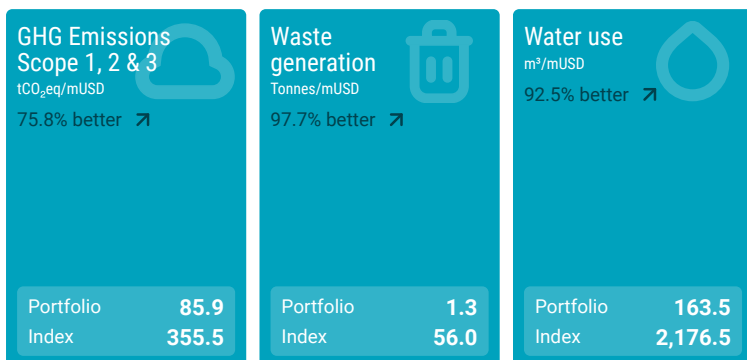 GHG Emissions
Scope 1, 2 & 3
tCO₂eq/mUSD
75.8% better
Portfolio 85.9
Index 355.5
Waste
generation
Tonnes/mUSD
97.7% better
Portfolio 1.3
Index 56.0
Water use
m³/mUSD
92.5% better
Portfolio 163.5
Index 2,176.5